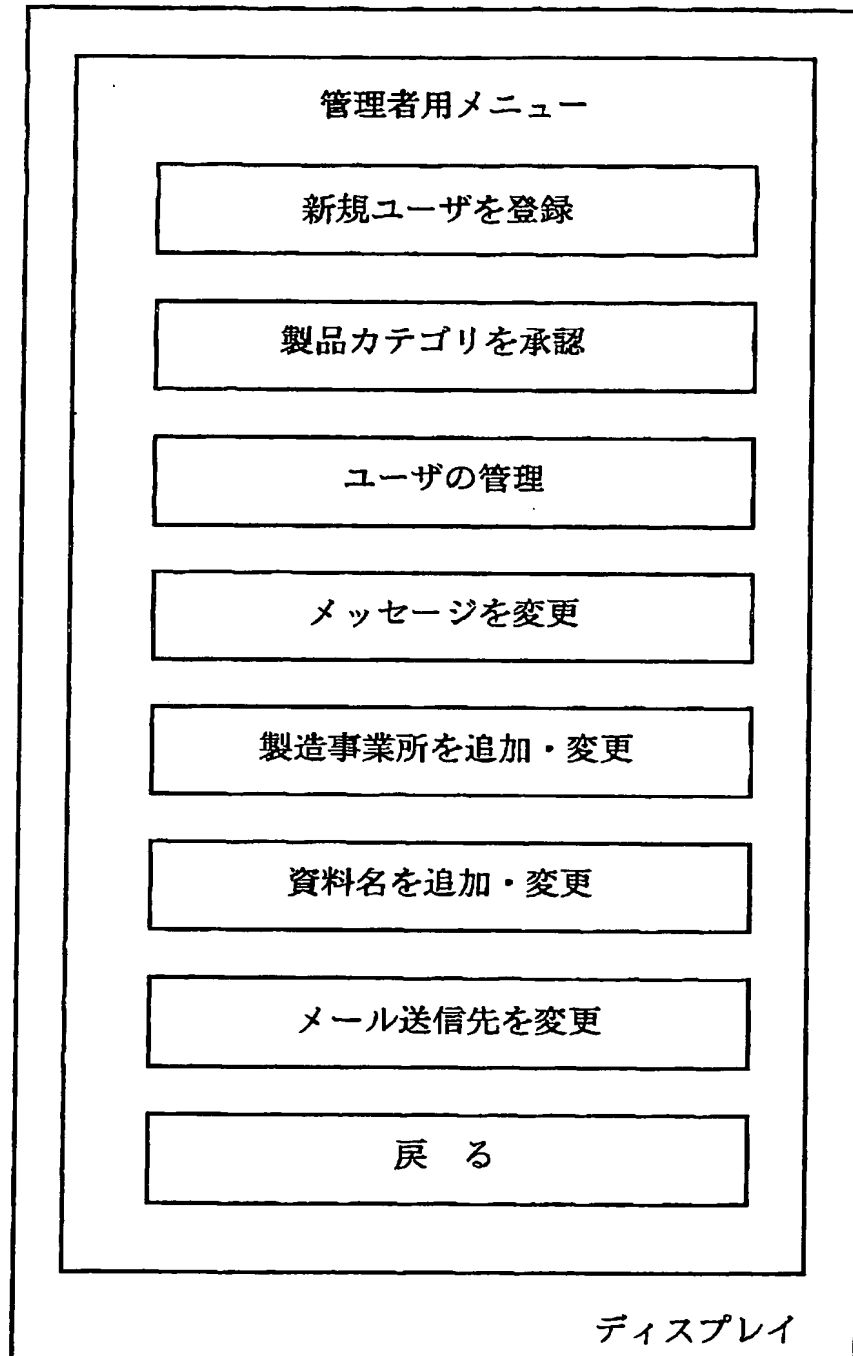 管理者用メニュー
新規ユーザを登録
製品カテゴリを承認
ユーザの管理
メッセージを変更
製造事業所を追加・変更
資料名を追加・変更
メール送信先を変更
戻　る
ディスプレイ